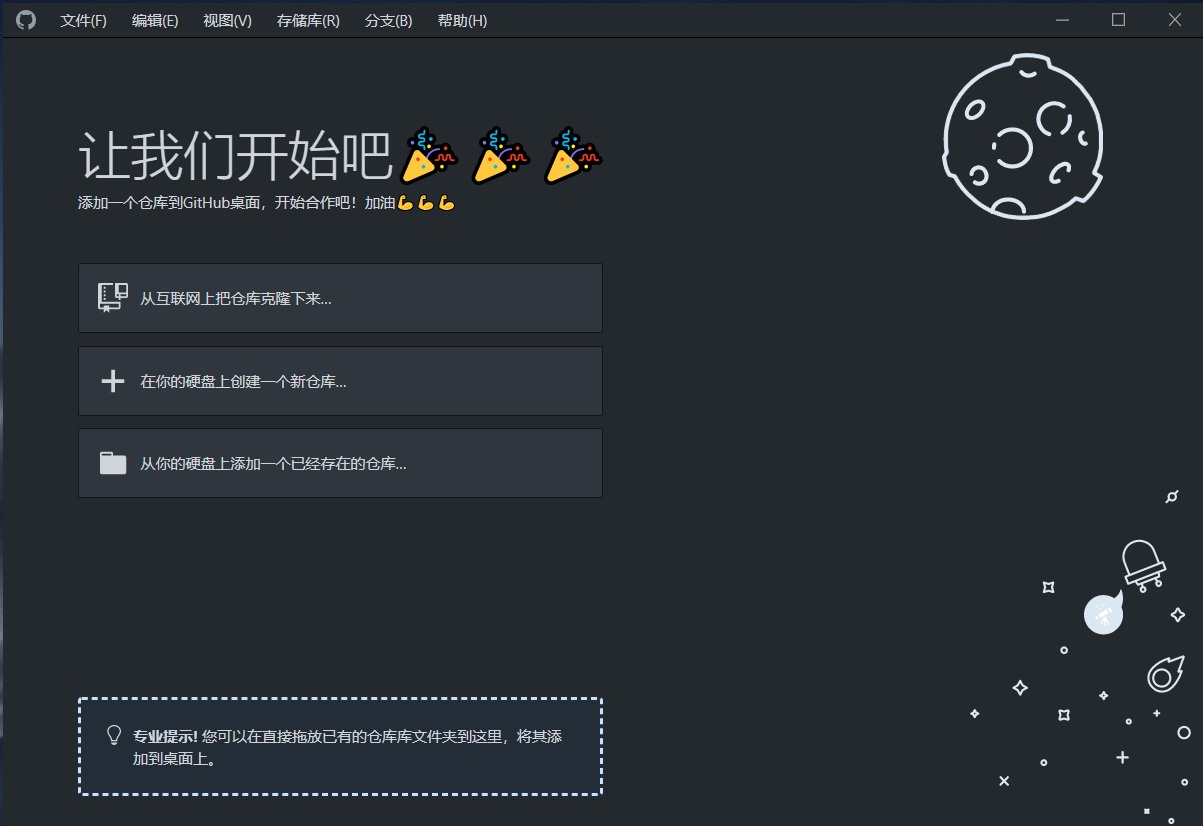 文件(F) 编辑(E) 视图(V) 存储库(R) 分支(B) 帮助(H)
让我们开始吧🎉🎉🎉
添加一个仓库到GitHub桌面，开始合作吧！加油💪💪💪
从互联网上把仓库克隆下来...
在你的硬盘上创建一个新仓库...
从你的硬盘上添加一个已经存在的仓库...
专业提示! 您可以在直接拖放已有的仓库库文件夹到这里，将其添
加到桌面上。